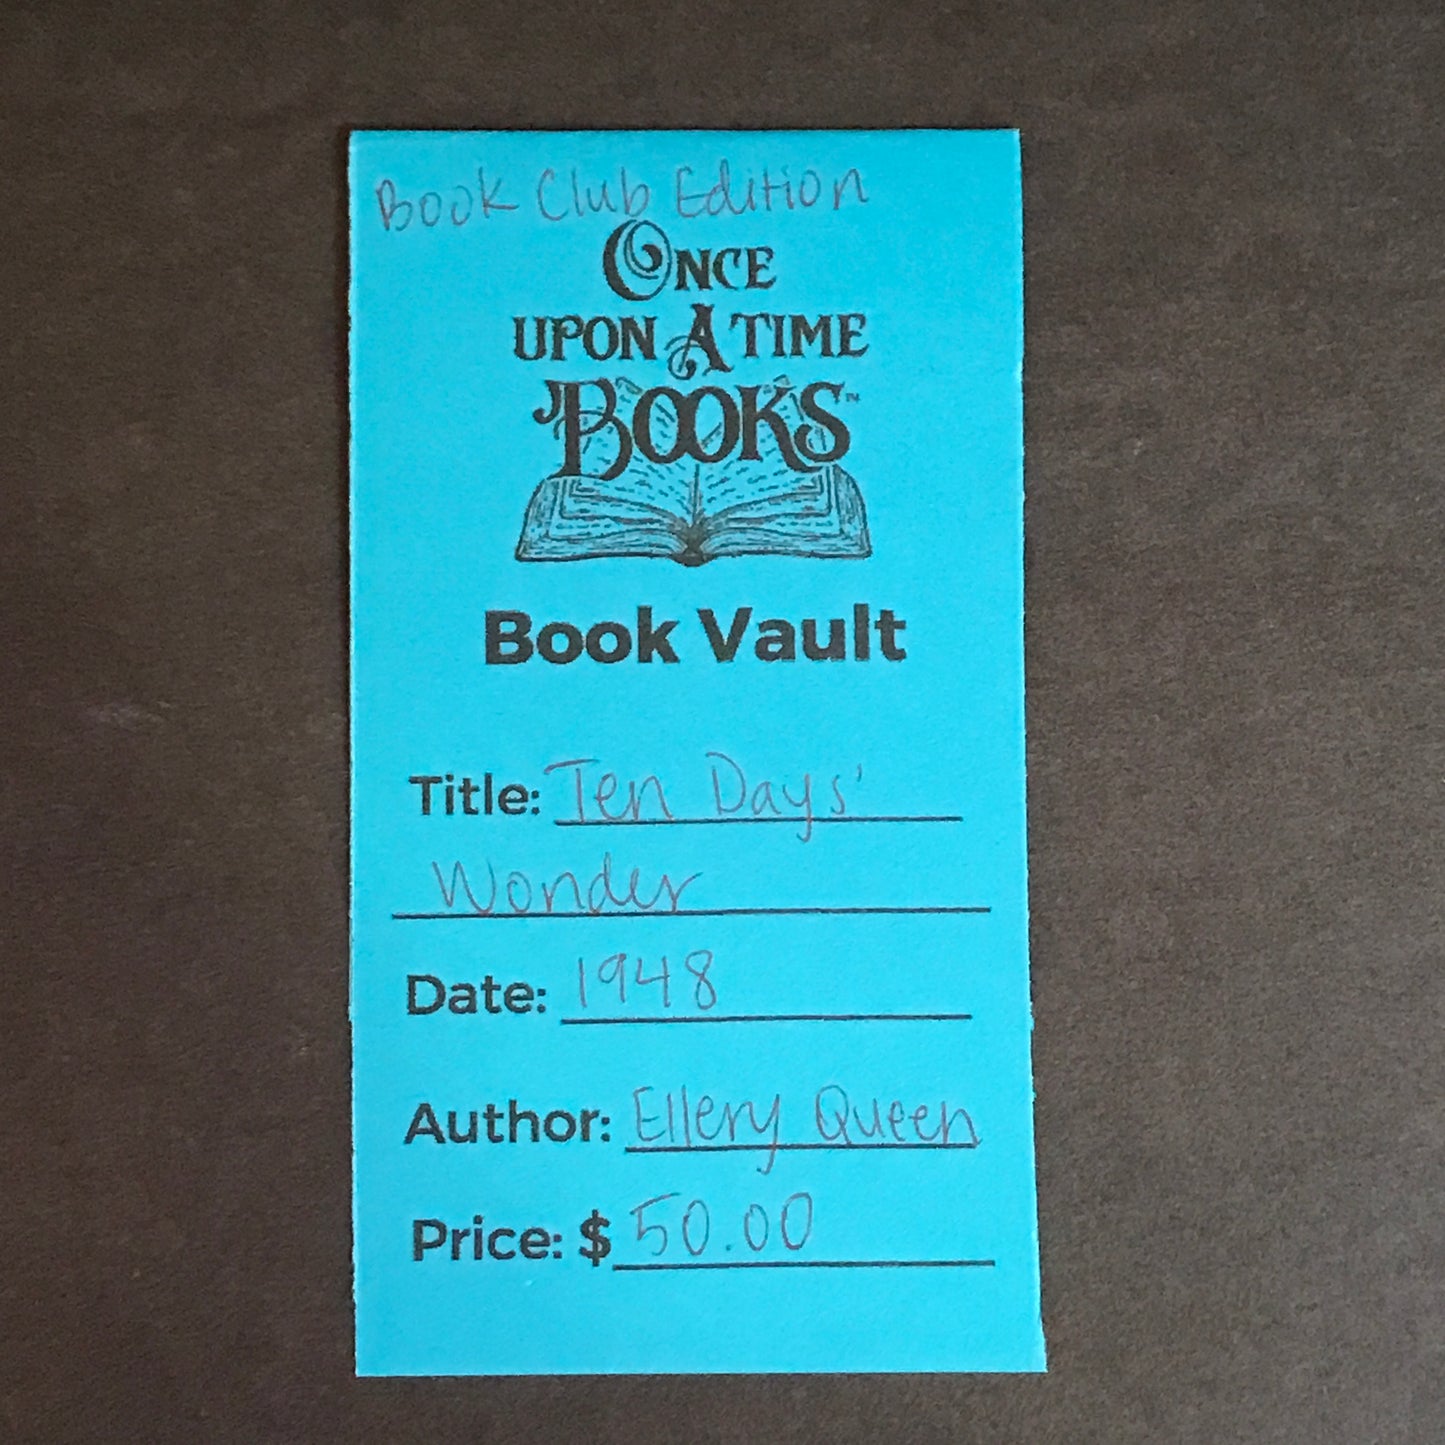 Book Club Edition
ONCE
UPON A TIME
BOOKS™
Book Vault
Title: Ten Days'
Wonder
Date: 1948
Author: Ellery Queen
Price: $50.00